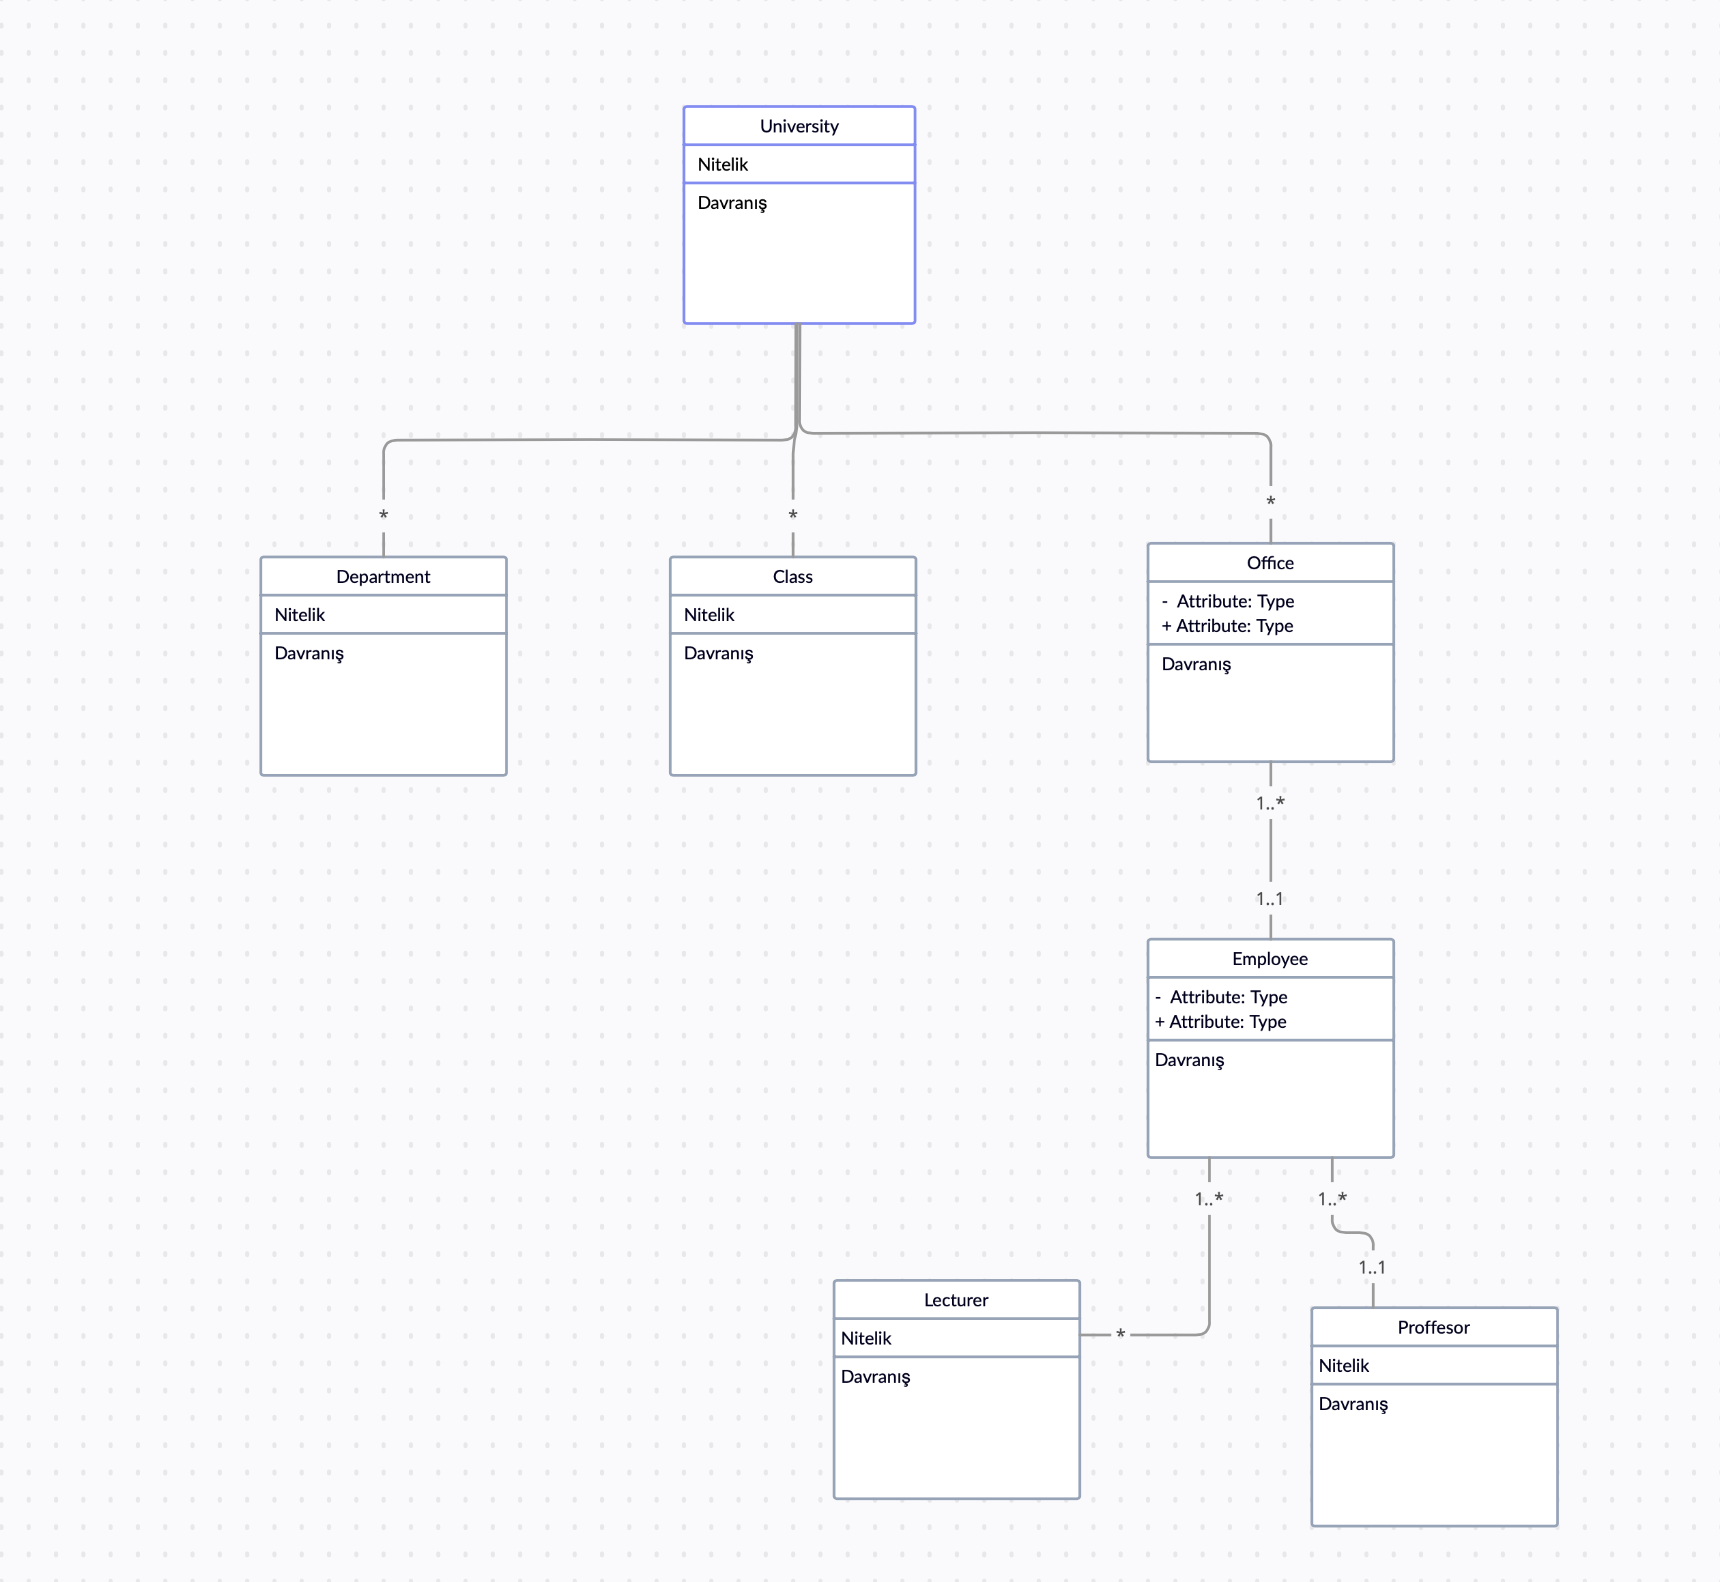 University
Nitelik
Davranış
*
*
*
Department
Nitelik
Davranış
Class
Nitelik
Davranış
Office
- Attribute: Type
+ Attribute: Type
Davranış
1..*
1..1
Employee
- Attribute: Type
+ Attribute: Type
Davranış
1..*
1..*
1..1
*
Lecturer
Nitelik
Davranış
Proffesor
Nitelik
Davranış